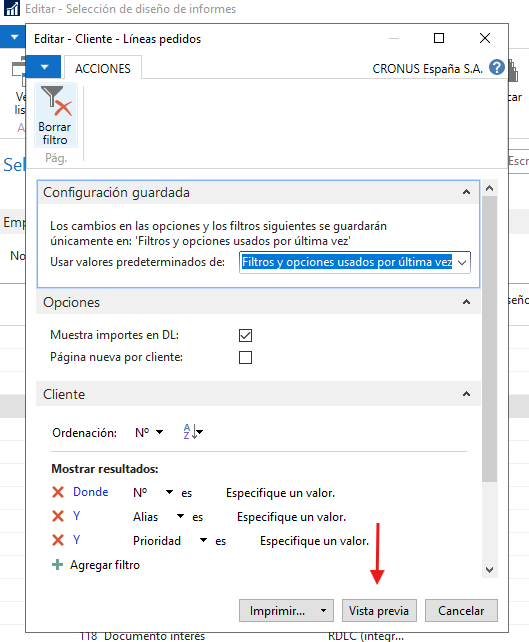 Editar - Selección de diseño de informes
Editar - Cliente - Líneas pedidos
ACCIONES
CRONUS España S.A.
?
Borrar
filtro
Pág.
Sel
Escr
Configuración guardada
Los cambios en las opciones y los filtros siguientes se guardarán
únicamente en: 'Filtros y opciones usados por última vez'
Usar valores predeterminados de: Filtros y opciones usados por última vez
Emp
No
Opciones
Muestra importes en DL:
Página nueva por cliente:
Cliente
Ordenación: Nº AZ
Mostrar resultados:
Donde Nº es Especifique un valor.
Y Alias es Especifique un valor.
Y Prioridad es Especifique un valor.
Agregar filtro
Imprimir... Vista previa Cancelar
118 Documento interés RDLC (integr...